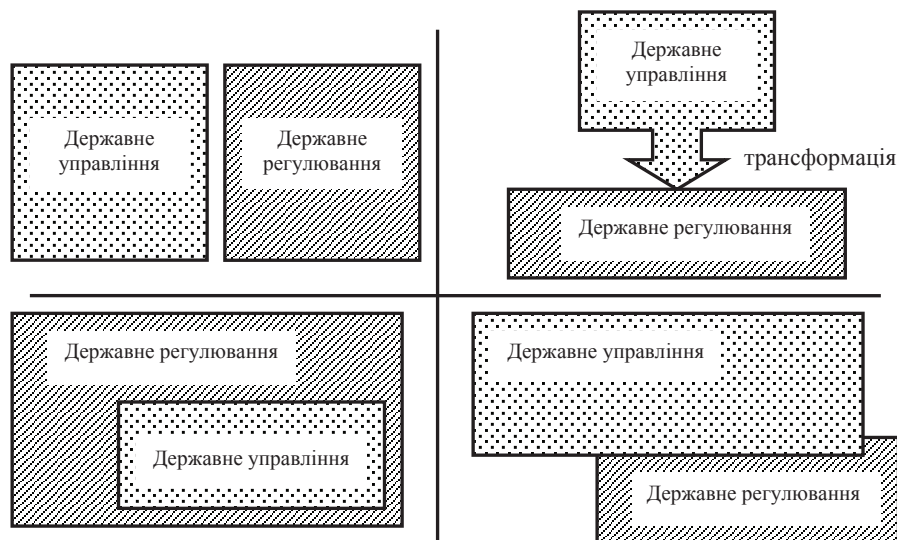 Державне
управління
Державне
регулювання
Державне
управління
трансформація
Державне регулювання
Державне регулювання
Державне управління
Державне управління
Державне регулювання